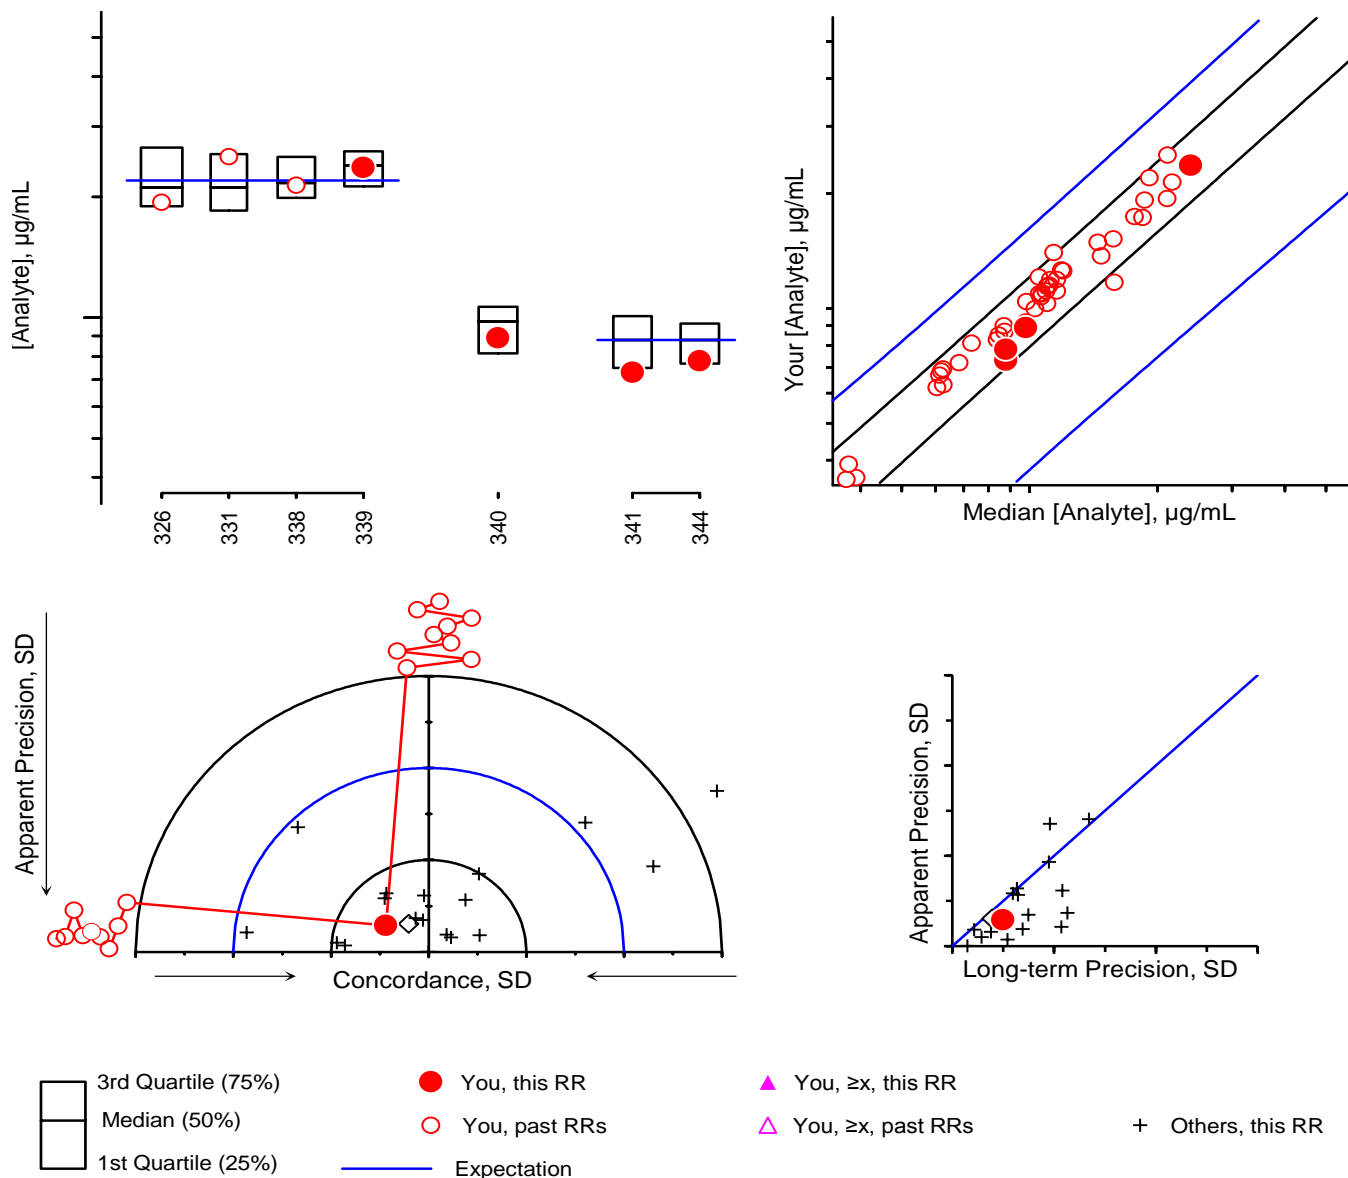 [Analyte], µg/mL
326
331
338
339
340
341
344
Your [Analyte], µg/mL
Median [Analyte], µg/mL
Apparent Precision, SD
Concordance, SD
Apparent Precision, SD
Long-term Precision, SD
3rd Quartile (75%)
Median (50%)
1st Quartile (25%)
You, this RR
You, past RRs
Expectation
You, ≥x, this RR
You, ≥x, past RRs
Others, this RR